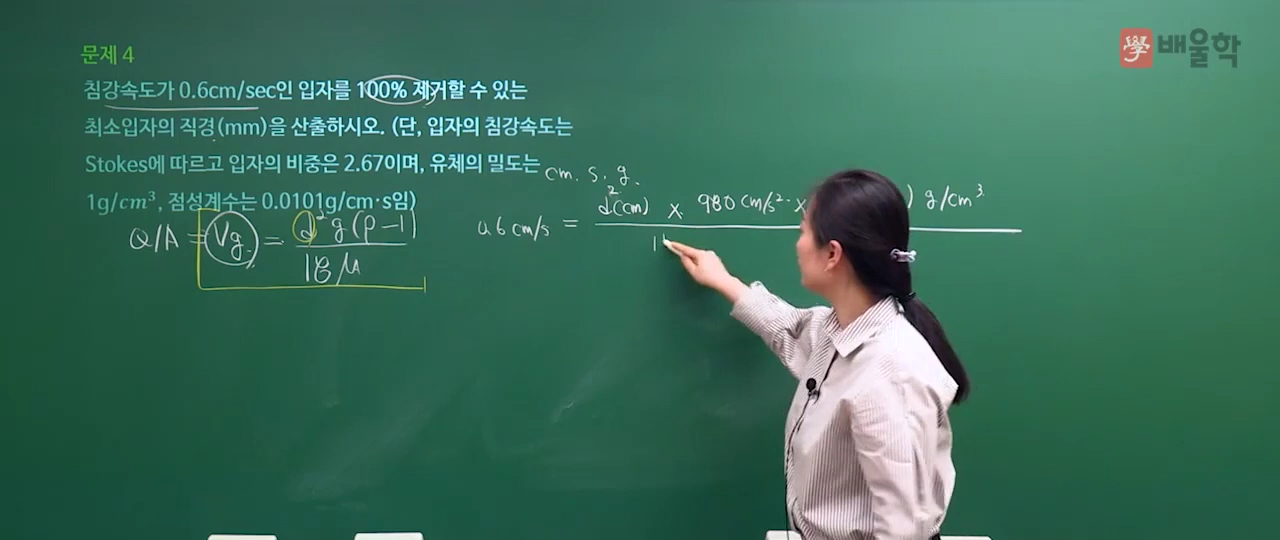 學 배울학
문제 4
침강속도가 0.6cm/sec인 입자를 100% 제거할 수 있는
최소입자의 직경(mm)을 산출하시오. (단, 입자의 침강속도는
Stokes에 따르고 입자의 비중은 2.67이며, 유체의 밀도는
1g/cm³, 점성계수는 0.0101g/cm·s임)
cm. s. g.
Q/A = Vg = d² g (ρ-1) / 18 μ
0.6 cm/s = d²(cm) × 980 cm/s² × ) g/cm³